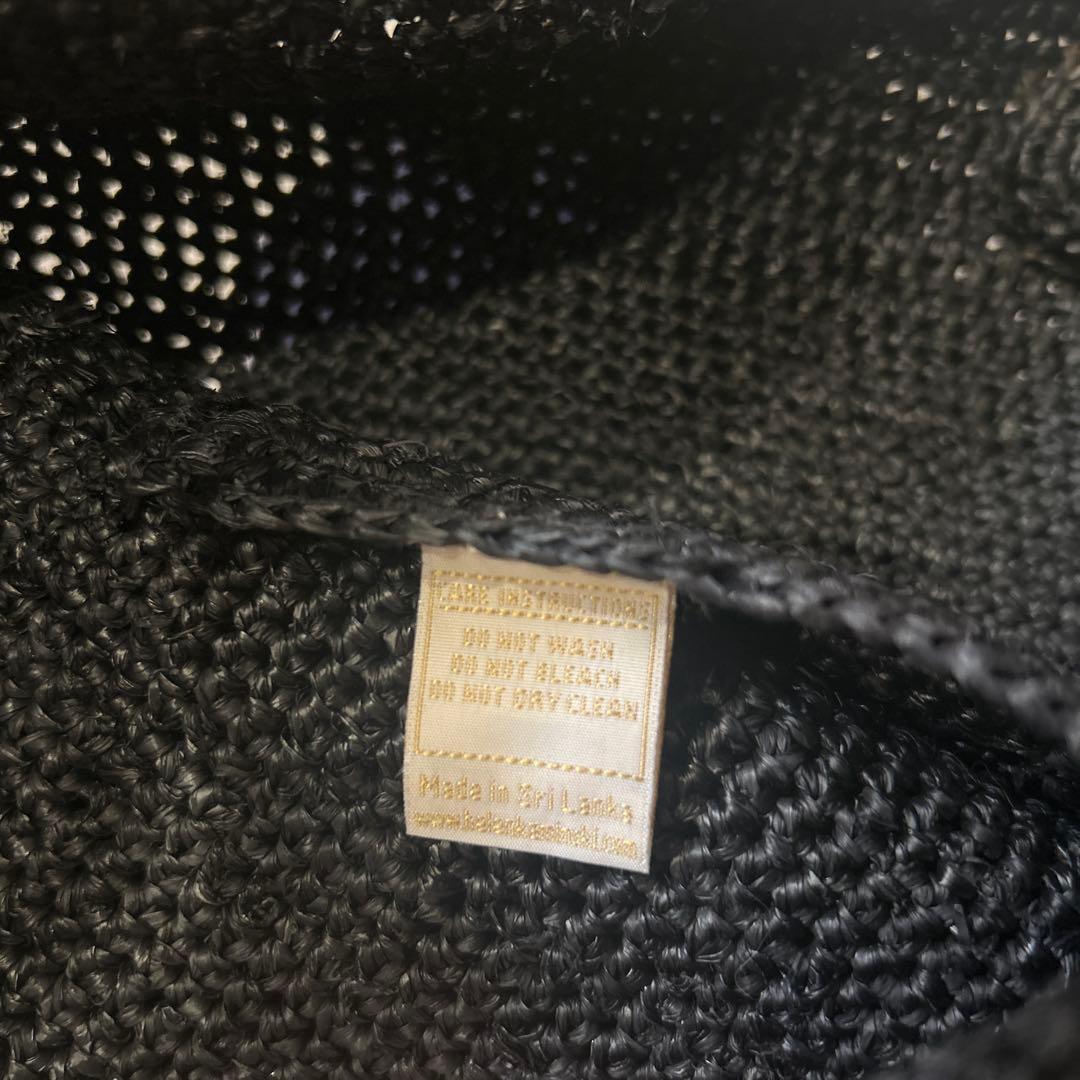 CARE INSTRUCTIONS
DO NOT WASH
DO NOT BLEACH
DO NOT DRY CLEAN
Made in Sri Lanka